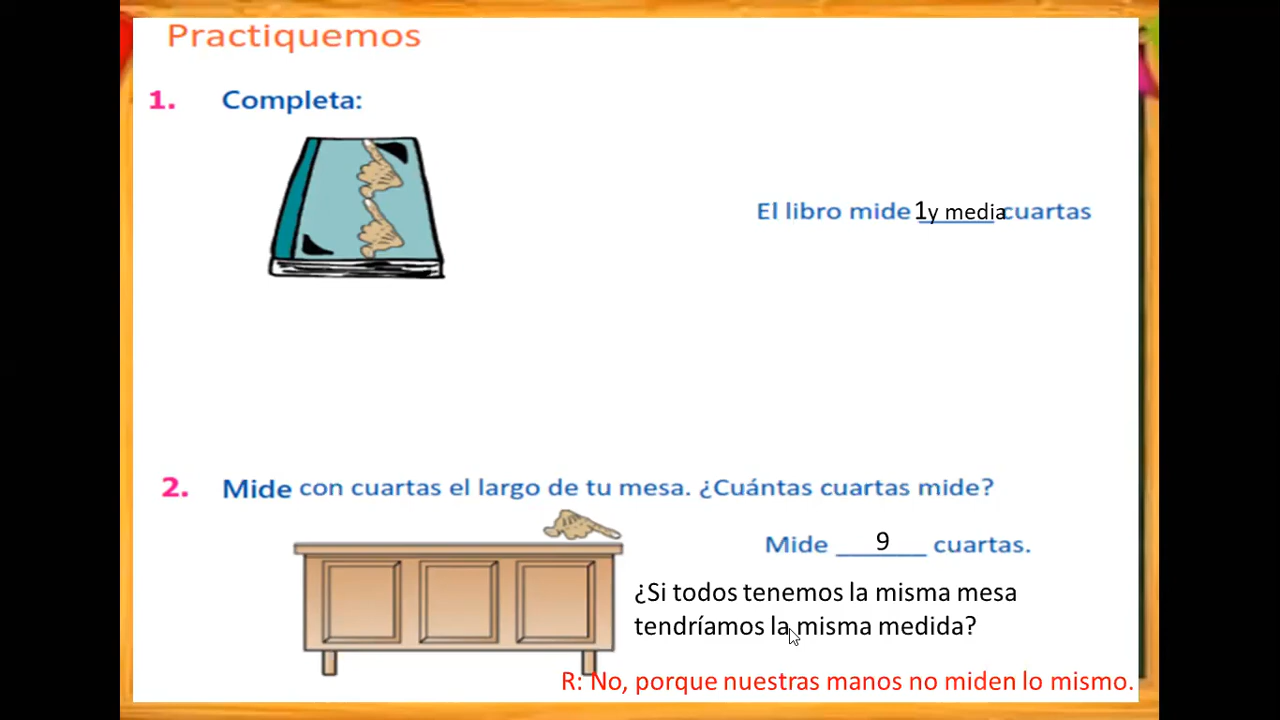 Practiquemos
1. Completa:
El libro mide 1y media cuartas
2. Mide con cuartas el largo de tu mesa. ¿Cuántas cuartas mide?
Mide ______ 9 cuartas.
¿Si todos tenemos la misma mesa
tendríamos la misma medida?
R: No, porque nuestras manos no miden lo mismo.